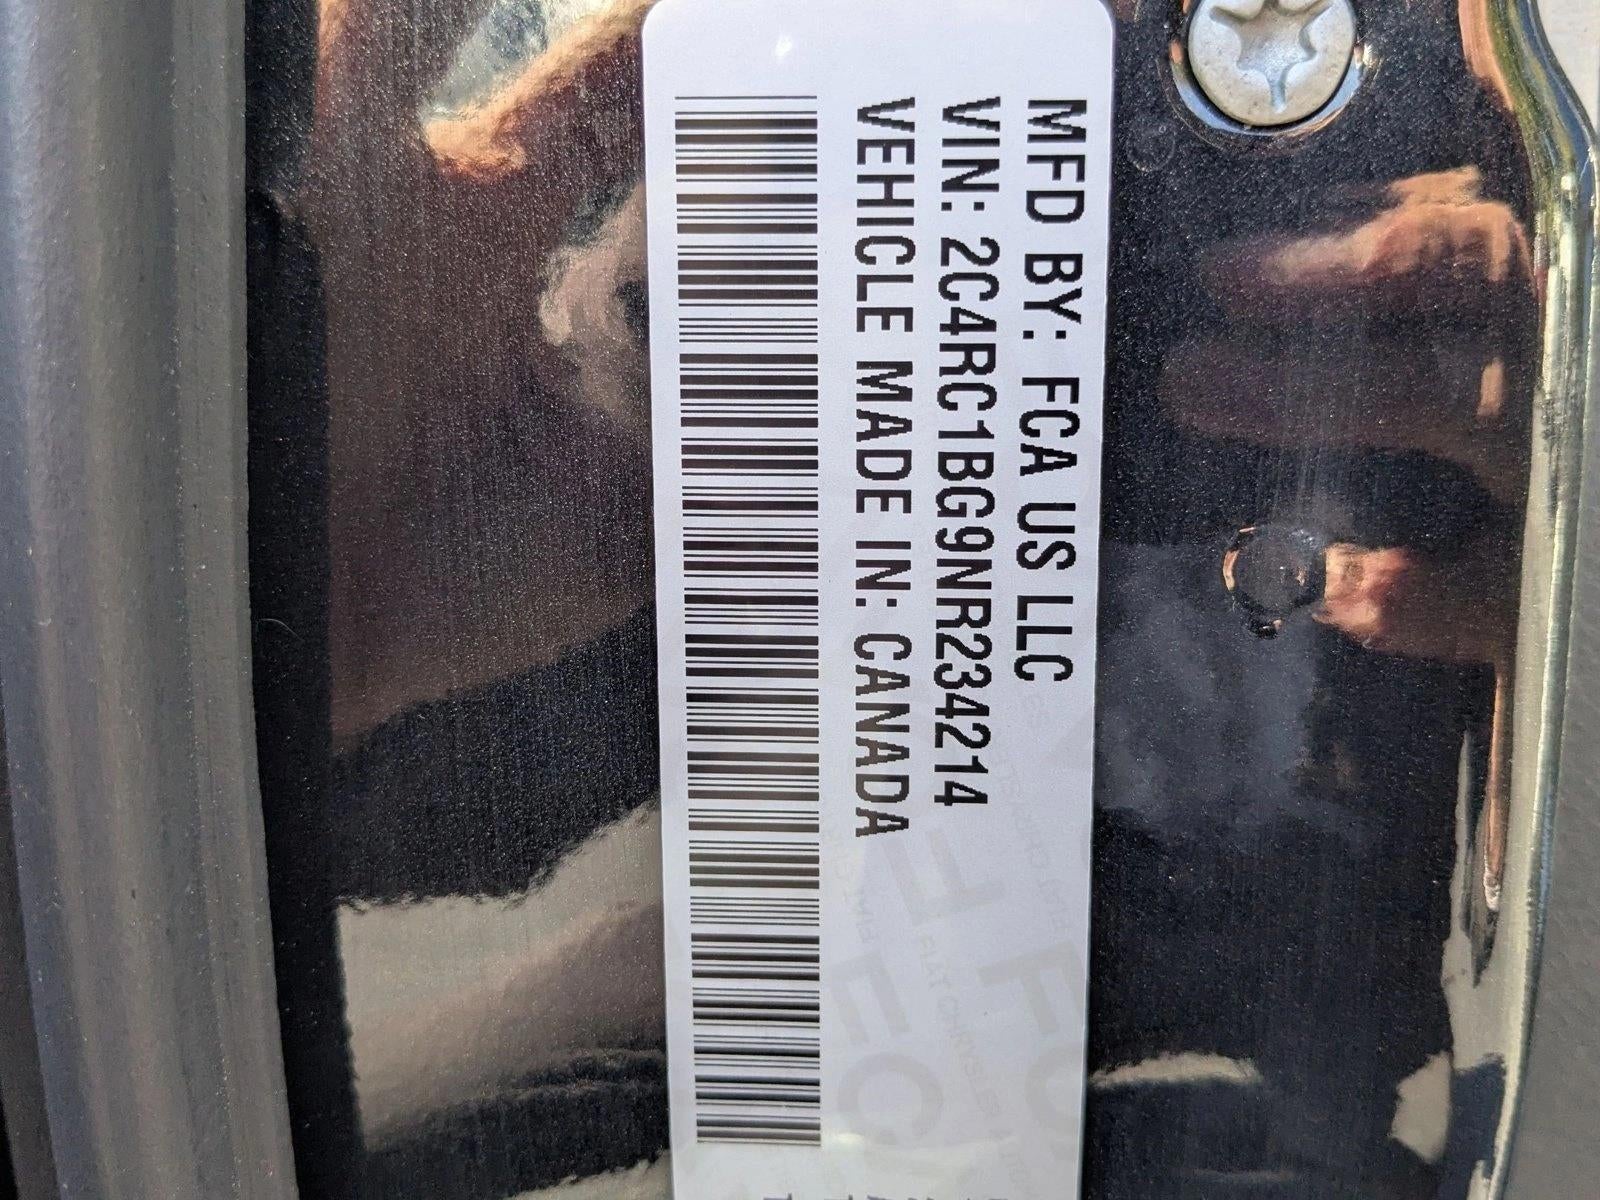 MFD BY: FCA US LLC
VIN: 2C4RC1BG9NR234214
VEHICLE MADE IN: CANADA